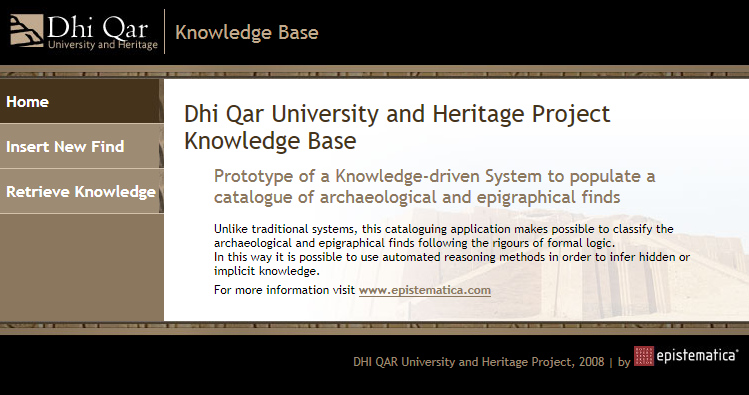 Dhi Qar
University and Heritage
Knowledge Base
Home
Insert New Find
Retrieve Knowledge
Dhi Qar University and Heritage Project
Knowledge Base
Prototype of a Knowledge-driven System to populate a
catalogue of archaeological and epigraphical finds
Unlike traditional systems, this cataloguing application makes possible to classify the
archaeological and epigraphical finds following the rigours of formal logic.
In this way it is possible to use automated reasoning methods in order to infer hidden or
implicit knowledge.
For more information visit www.epistematica.com
DHI QAR University and Heritage Project, 2008 | by epistematica